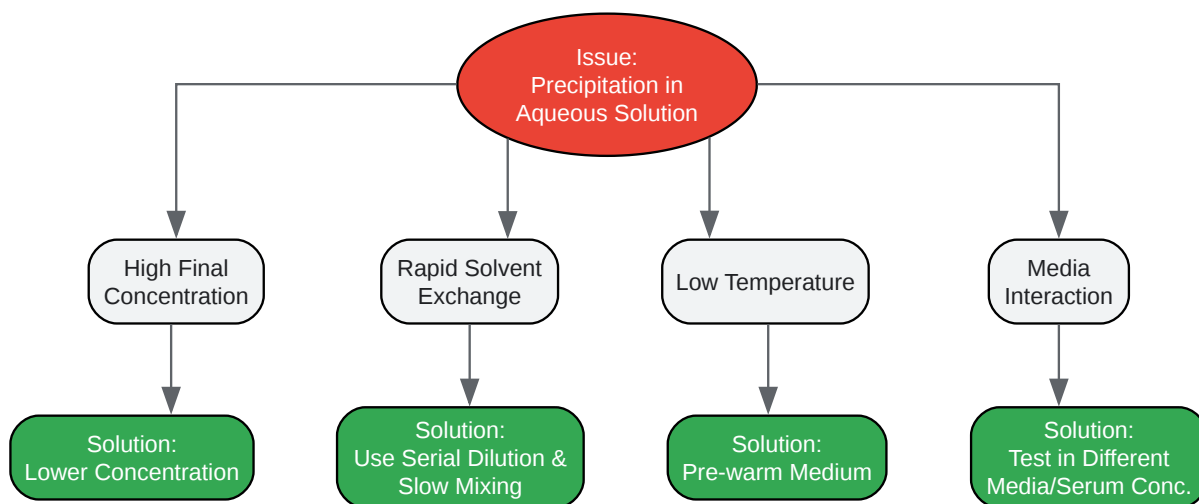 Issue:
Precipitation in
Aqueous Solution
High Final
Concentration
Rapid Solvent
Exchange
Low Temperature
Media
Interaction
Solution:
Lower Concentration
Solution:
Use Serial Dilution &
Slow Mixing
Solution:
Pre-warm Medium
Solution:
Test in Different
Media/Serum Conc.